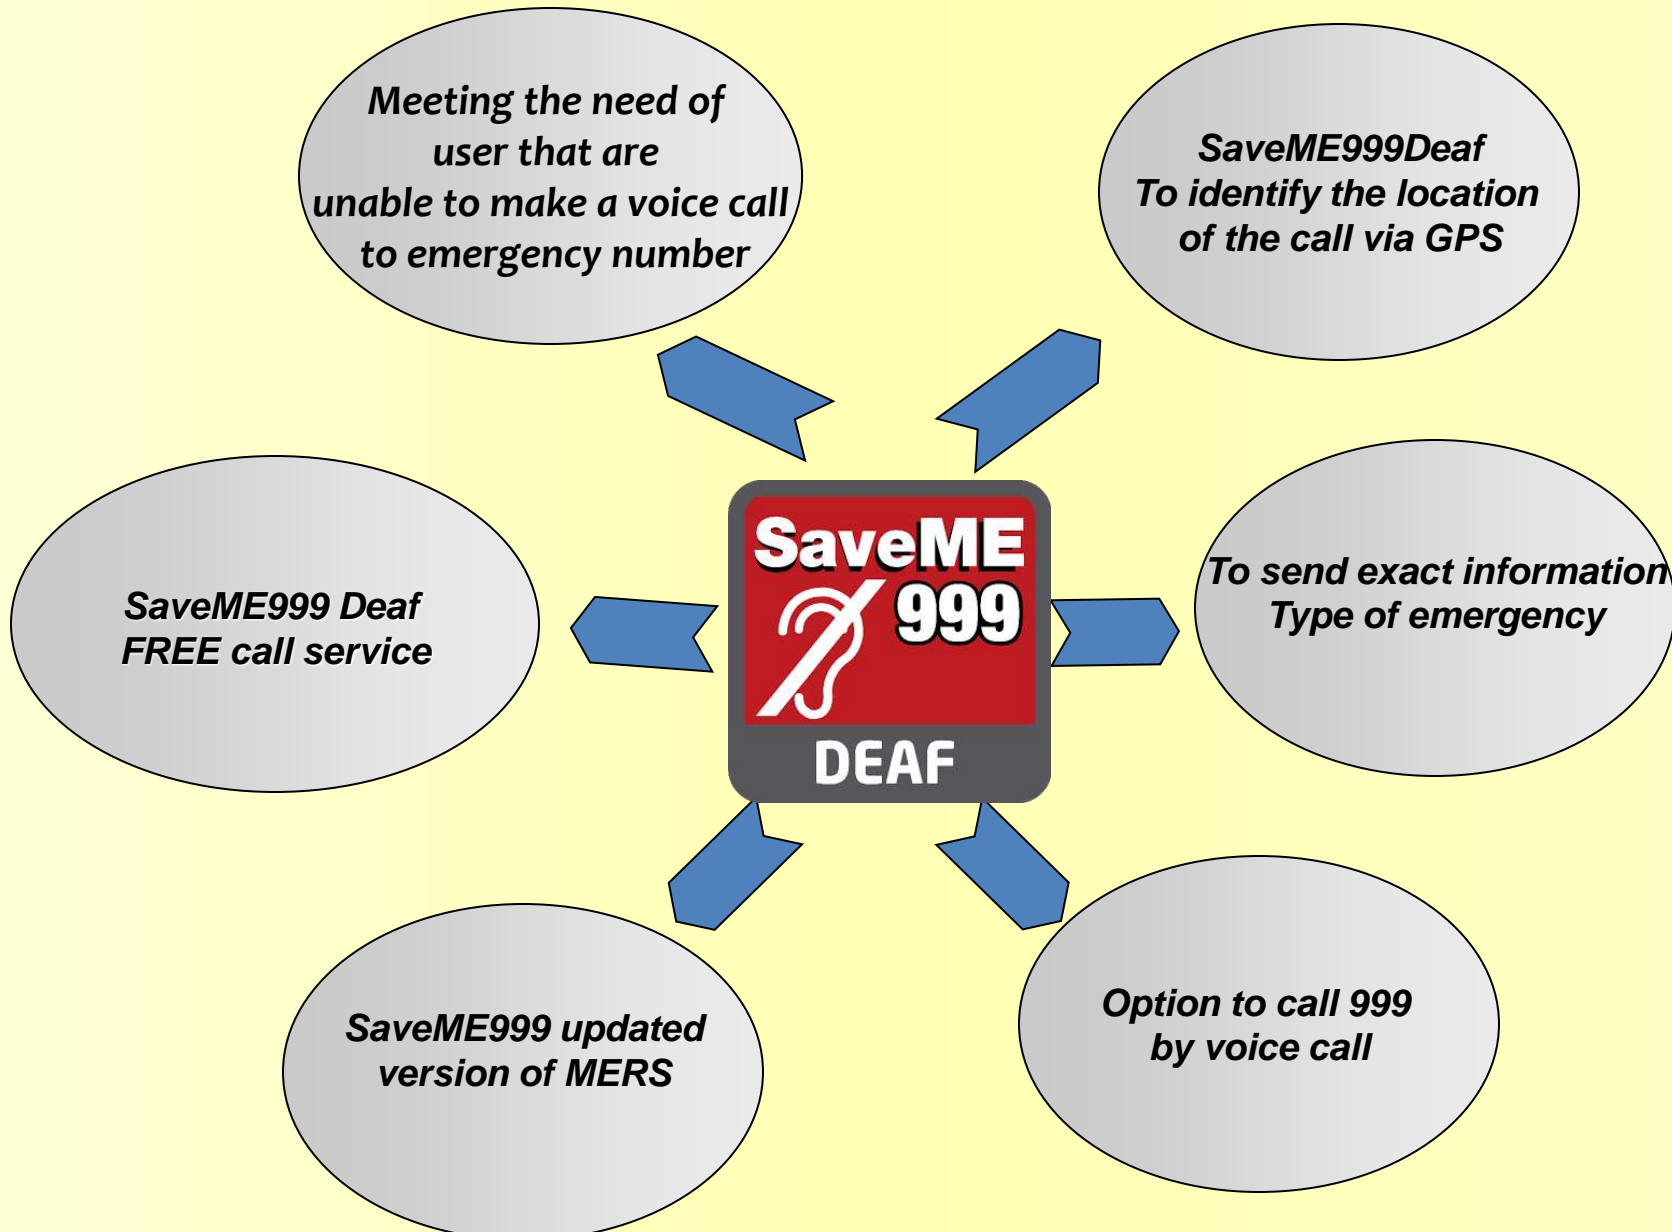 Meeting the need of
user that are
unable to make a voice call
to emergency number
SaveME999Deaf
To identify the location
of the call via GPS
SaveME999 Deaf
FREE call service
SaveME
999
DEAF
To send exact information
Type of emergency
SaveME999 updated
version of MERS
Option to call 999
by voice call